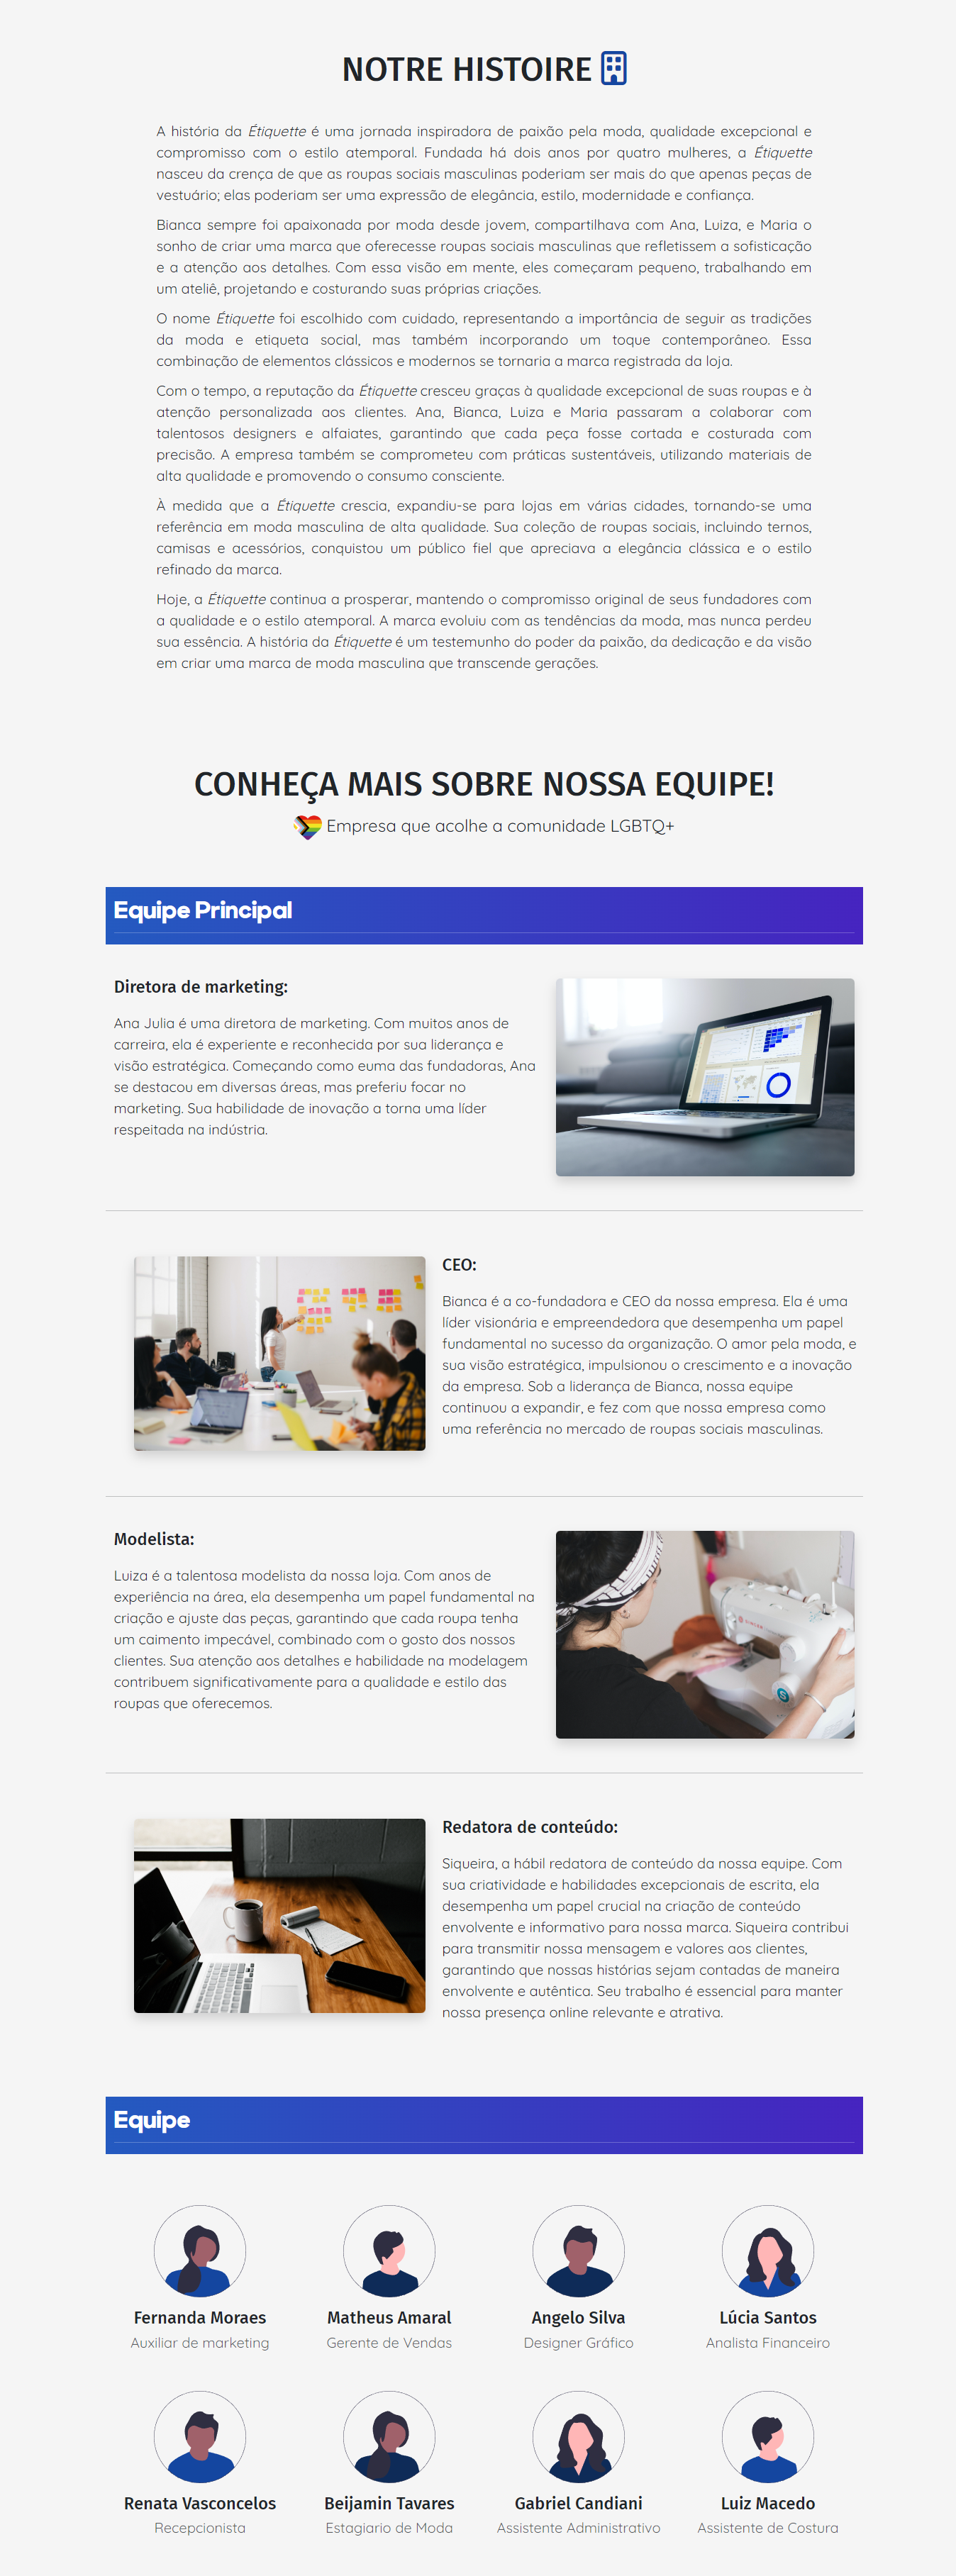 NOTRE HISTOIRE
A história da Étiquette é uma jornada inspiradora de paixão pela moda, qualidade excepcional e
compromisso com o estilo atemporal. Fundada há dois anos por quatro mulheres, a Étiquette
nasceu da crença de que as roupas sociais masculinas poderiam ser mais do que apenas peças de
vestuário; elas poderiam ser uma expressão de elegância, estilo, modernidade e confiança.
Bianca sempre foi apaixonada por moda desde jovem, compartilhava com Ana, Luiza, e Maria o
sonho de criar uma marca que oferecesse roupas sociais masculinas que refletissem a sofisticação
e a atenção aos detalhes. Com essa visão em mente, eles começaram pequeno, trabalhando em
um ateliê, projetando e costurando suas próprias criações.
O nome Étiquette foi escolhido com cuidado, representando a importância de seguir as tradições
da moda e etiqueta social, mas também incorporando um toque contemporâneo. Essa
combinação de elementos clássicos e modernos se tornaria a marca registrada da loja.
Com o tempo, a reputação da Étiquette cresceu graças à qualidade excepcional de suas roupas e à
atenção personalizada aos clientes. Ana, Bianca, Luiza e Maria passaram a colaborar com
talentosos designers e alfaiates, garantindo que cada peça fosse cortada e costurada com
precisão. A empresa também se comprometeu com práticas sustentáveis, utilizando materiais de
alta qualidade e promovendo o consumo consciente.
À medida que a Étiquette crescia, expandiu-se para lojas em várias cidades, tornando-se uma
referência em moda masculina de alta qualidade. Sua coleção de roupas sociais, incluindo ternos,
camisas e acessórios, conquistou um público fiel que apreciava a elegância clássica e o estilo
refinado da marca.
Hoje, a Étiquette continua a prosperar, mantendo o compromisso original de seus fundadores com
a qualidade e o estilo atemporal. A marca evoluiu com as tendências da moda, mas nunca perdeu
sua essência. A história da Étiquette é um testemunho do poder da paixão, da dedicação e da visão
em criar uma marca de moda masculina que transcende gerações.
CONHEÇA MAIS SOBRE NOSSA EQUIPE!
Empresa que acolhe a comunidade LGBTQ+
Equipe Principal
Diretora de marketing:
Ana Julia é uma diretora de marketing. Com muitos anos de
carreira, ela é experiente e reconhecida por sua liderança e
visão estratégica. Começando como euma das fundadoras, Ana
se destacou em diversas áreas, mas preferiu focar no
marketing. Sua habilidade de inovação a torna uma líder
respeitada na indústria.
CEO:
Bianca é a co-fundadora e CEO da nossa empresa. Ela é uma
líder visionária e empreendedora que desempenha um papel
fundamental no sucesso da organização. O amor pela moda, e
sua visão estratégica, impulsionou o crescimento e a inovação
da empresa. Sob a liderança de Bianca, nossa equipe
continuou a expandir, e fez com que nossa empresa como
uma referência no mercado de roupas sociais masculinas.
Modelista:
Luiza é a talentosa modelista da nossa loja. Com anos de
experiência na área, ela desempenha um papel fundamental na
criação e ajuste das peças, garantindo que cada roupa tenha
um caimento impecável, combinado com o gosto dos nossos
clientes. Sua atenção aos detalhes e habilidade na modelagem
contribuem significativamente para a qualidade e estilo das
roupas que oferecemos.
SINGER
Redatora de conteúdo:
Siqueira, a hábil redatora de conteúdo da nossa equipe. Com
sua criatividade e habilidades excepcionais de escrita, ela
desempenha um papel crucial na criação de conteúdo
envolvente e informativo para nossa marca. Siqueira contribui
para transmitir nossa mensagem e valores aos clientes,
garantindo que nossas histórias sejam contadas de maneira
envolvente e autêntica. Seu trabalho é essencial para manter
nossa presença online relevante e atrativa.
Equipe
Fernanda Moraes
Auxiliar de marketing
Matheus Amaral
Gerente de Vendas
Angelo Silva
Designer Gráfico
Lúcia Santos
Analista Financeiro
Renata Vasconcelos
Recepcionista
Beijamin Tavares
Estagiario de Moda
Gabriel Candiani
Assistente Administrativo
Luiz Macedo
Assistente de Costura